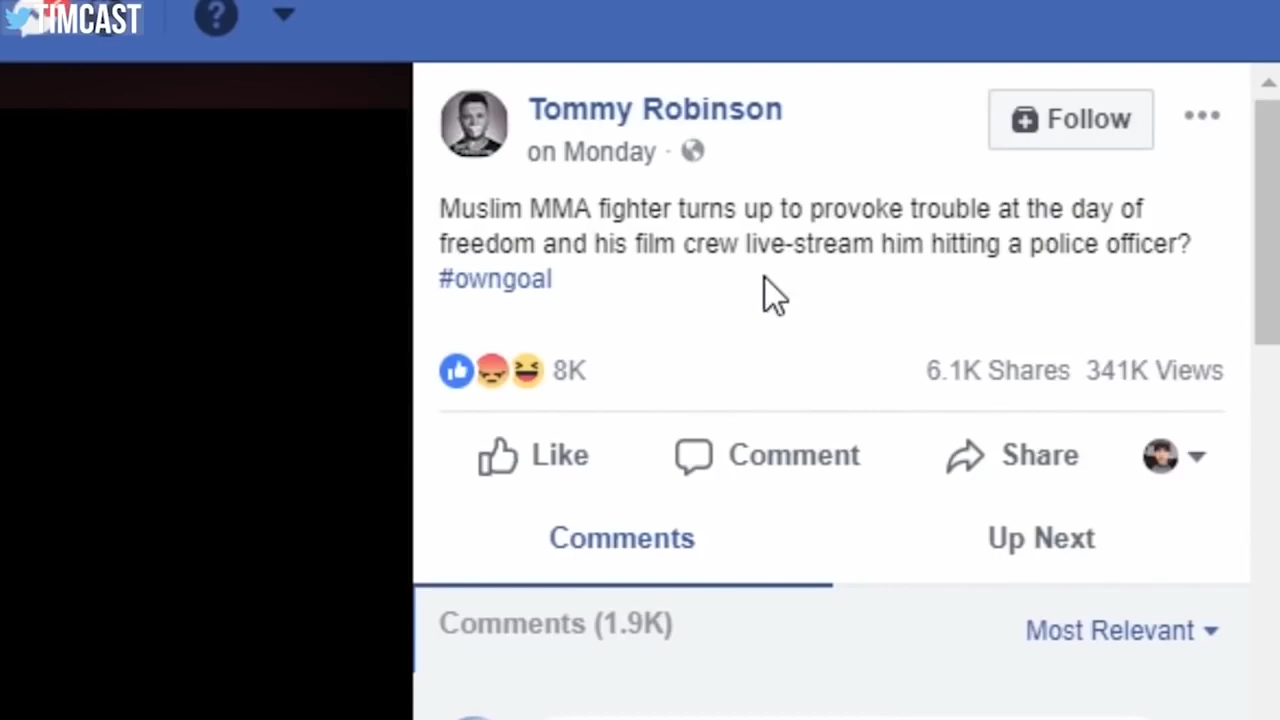 TIMCAST
Tommy Robinson
Follow
on Monday ·
Muslim MMA fighter turns up to provoke trouble at the day of
freedom and his film crew live-stream him hitting a police officer?
#owngoal
8K
6.1K Shares 341K Views
Like Comment Share
Comments Up Next
Comments (1.9K)
Most Relevant